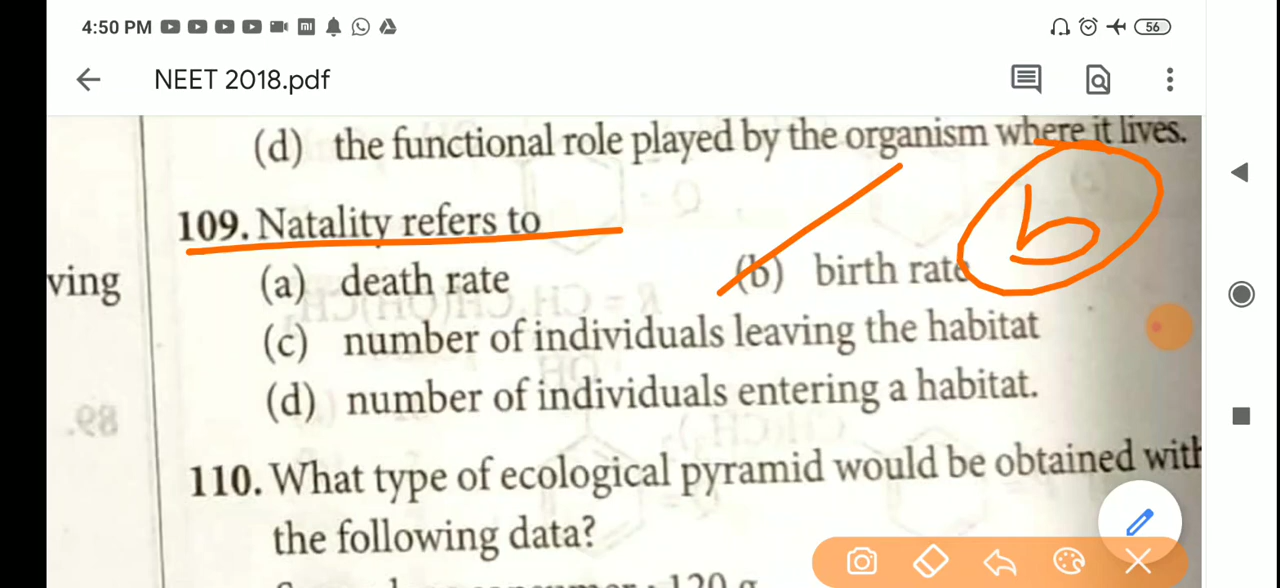 4:50 PM
56
NEET 2018.pdf
(d) the functional role played by the organism where it lives.
109. Natality refers to
b
ving
(a) death rate (b) birth rate
(c) number of individuals leaving the habitat
(d) number of individuals entering a habitat.
89.
110. What type of ecological pyramid would be obtained with
the following data?
: 120 g